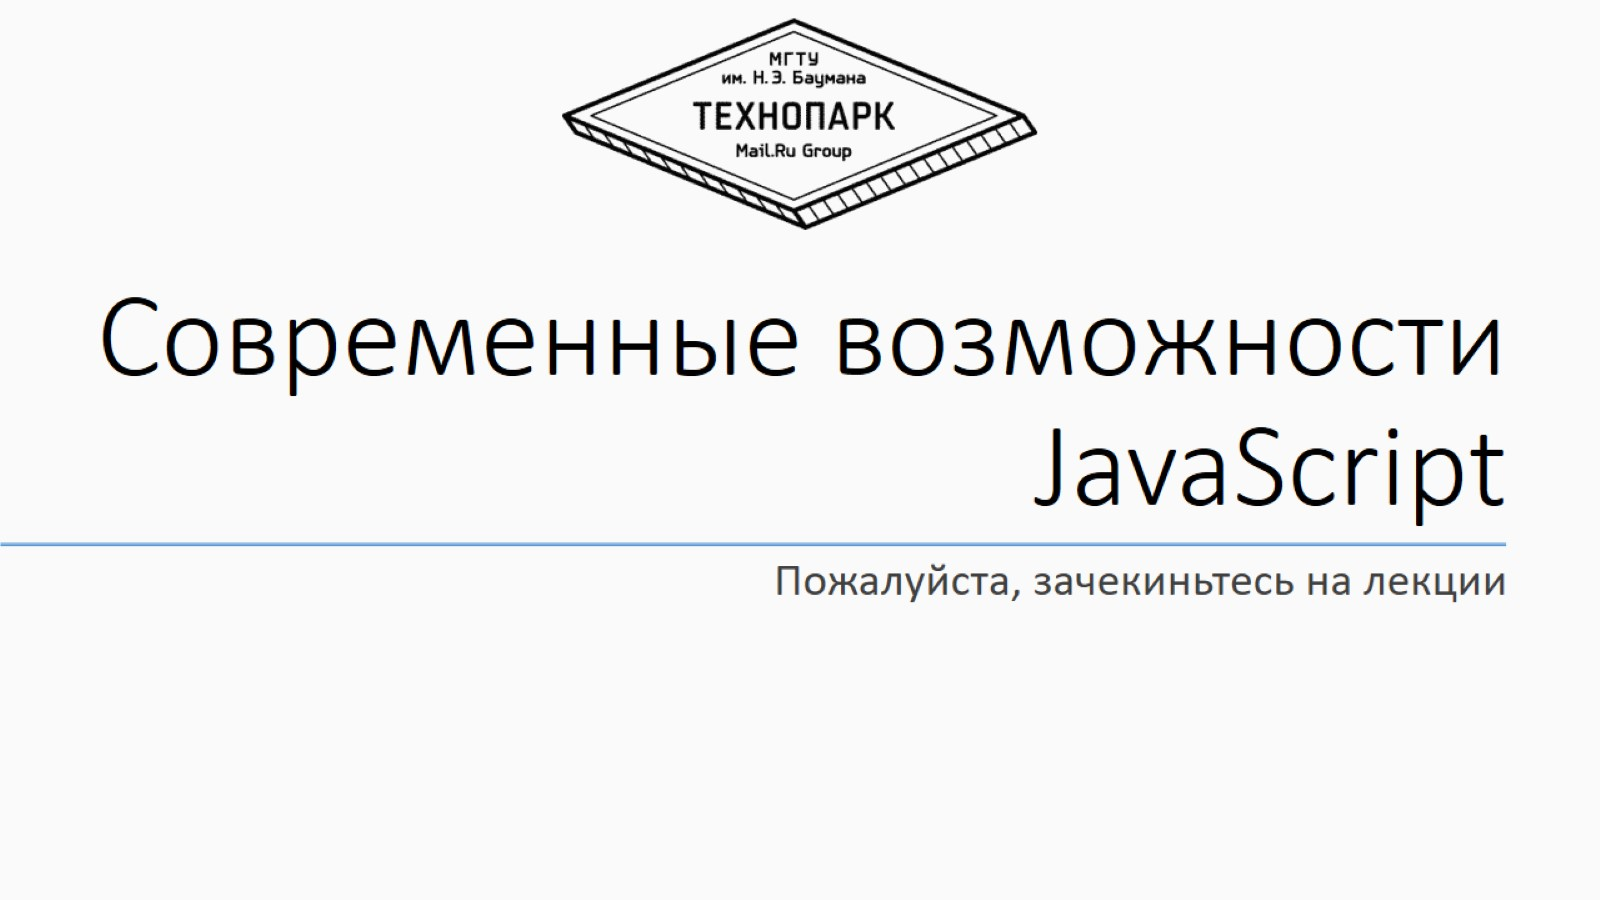 МГТУ
им. Н.Э. Баумана
ТЕХНОПАРК
Mail.Ru Group
Современные возможности
JavaScript
Пожалуйста, зачекиньтесь на лекции